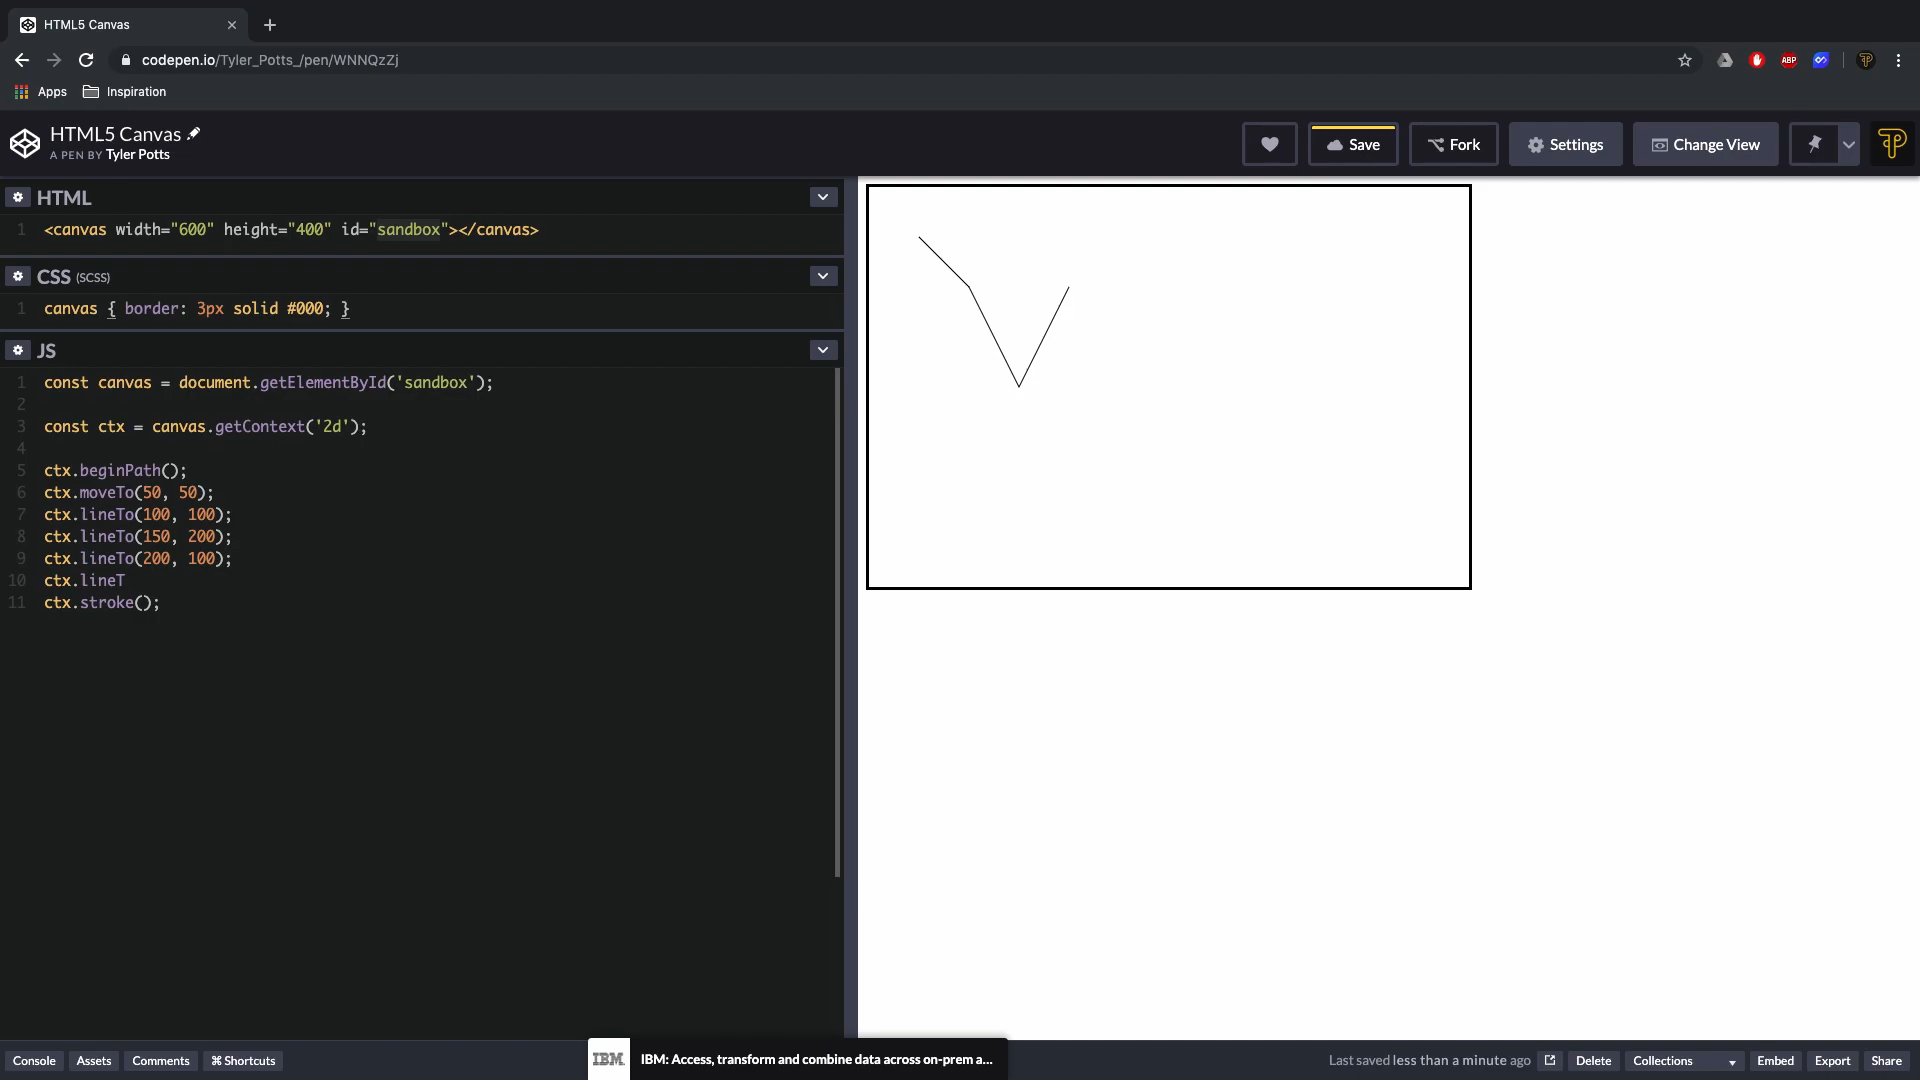 HTML5 Canvas
codepen.io/Tyler_Potts_/pen/WNNQzZj
ABP
Apps
Inspiration
HTML5 Canvas
A PEN BY Tyler Potts
Save
Fork
Settings
Change View
HTML
1 <canvas width="600" height="400" id="sandbox"></canvas>
CSS (SCSS)
1 canvas { border: 3px solid #000; }
JS
1 const canvas = document.getElementById('sandbox');
2
3 const ctx = canvas.getContext('2d');
4
5 ctx.beginPath();
6 ctx.moveTo(50, 50);
7 ctx.lineTo(100, 100);
8 ctx.lineTo(150, 200);
9 ctx.lineTo(200, 100);
10 ctx.lineT
11 ctx.stroke();
Console
Assets
Comments
⌘ Shortcuts
IBM
IBM: Access, transform and combine data across on-prem a...
Last saved less than a minute ago
Delete
Collections
Embed
Export
Share